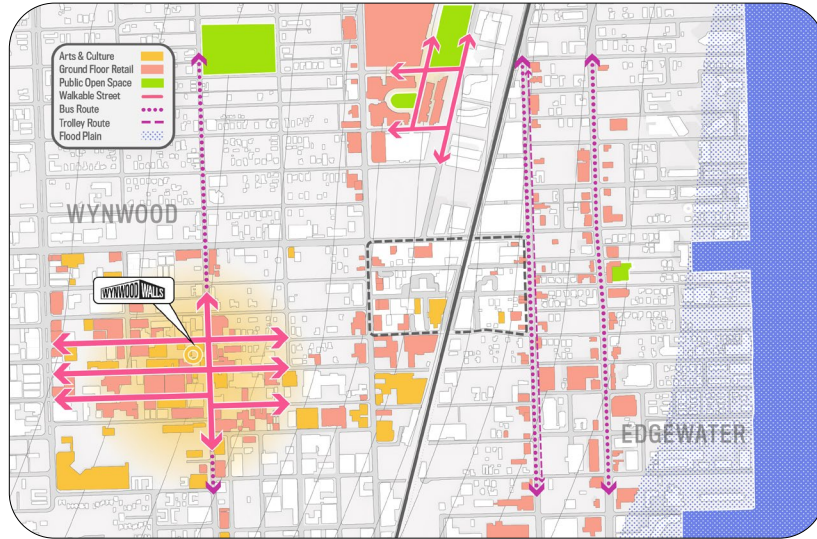 Arts & Culture
Ground Floor Retail
Public Open Space
Walkable Street
Bus Route
Trolley Route
Flood Plain
WYNWOOD
WYNWOOD WALLS
EDGEWATER